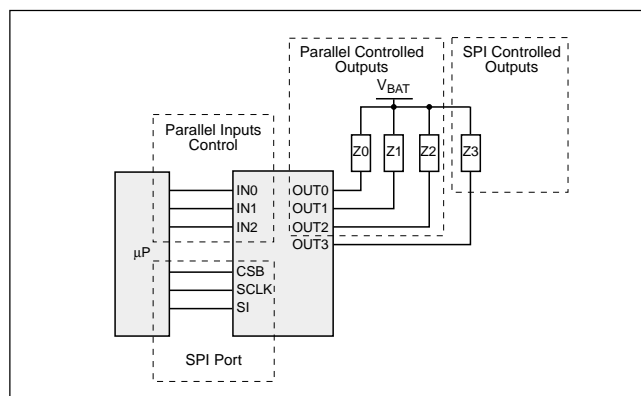 Parallel Controlled
Outputs
SPI Controlled
Outputs
VBAT
Parallel Inputs
Control
Z0
Z1
Z2
Z3
IN0
IN1
IN2
OUT0
OUT1
OUT2
OUT3
μP
CSB
SCLK
SI
SPI Port